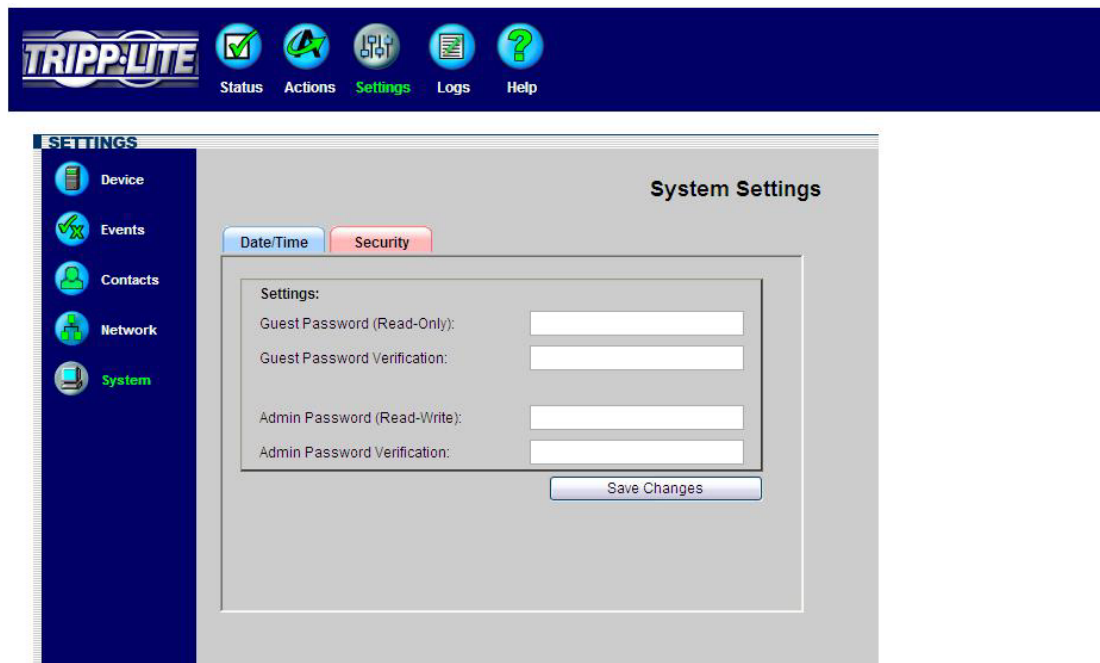 TRIPP·LITE
Status Actions Settings Logs Help
SETTINGS
Device
Events
Contacts
Network
System
System Settings
Date/Time Security
Settings:
Guest Password (Read-Only):
Guest Password Verification:
Admin Password (Read-Write):
Admin Password Verification:
Save Changes